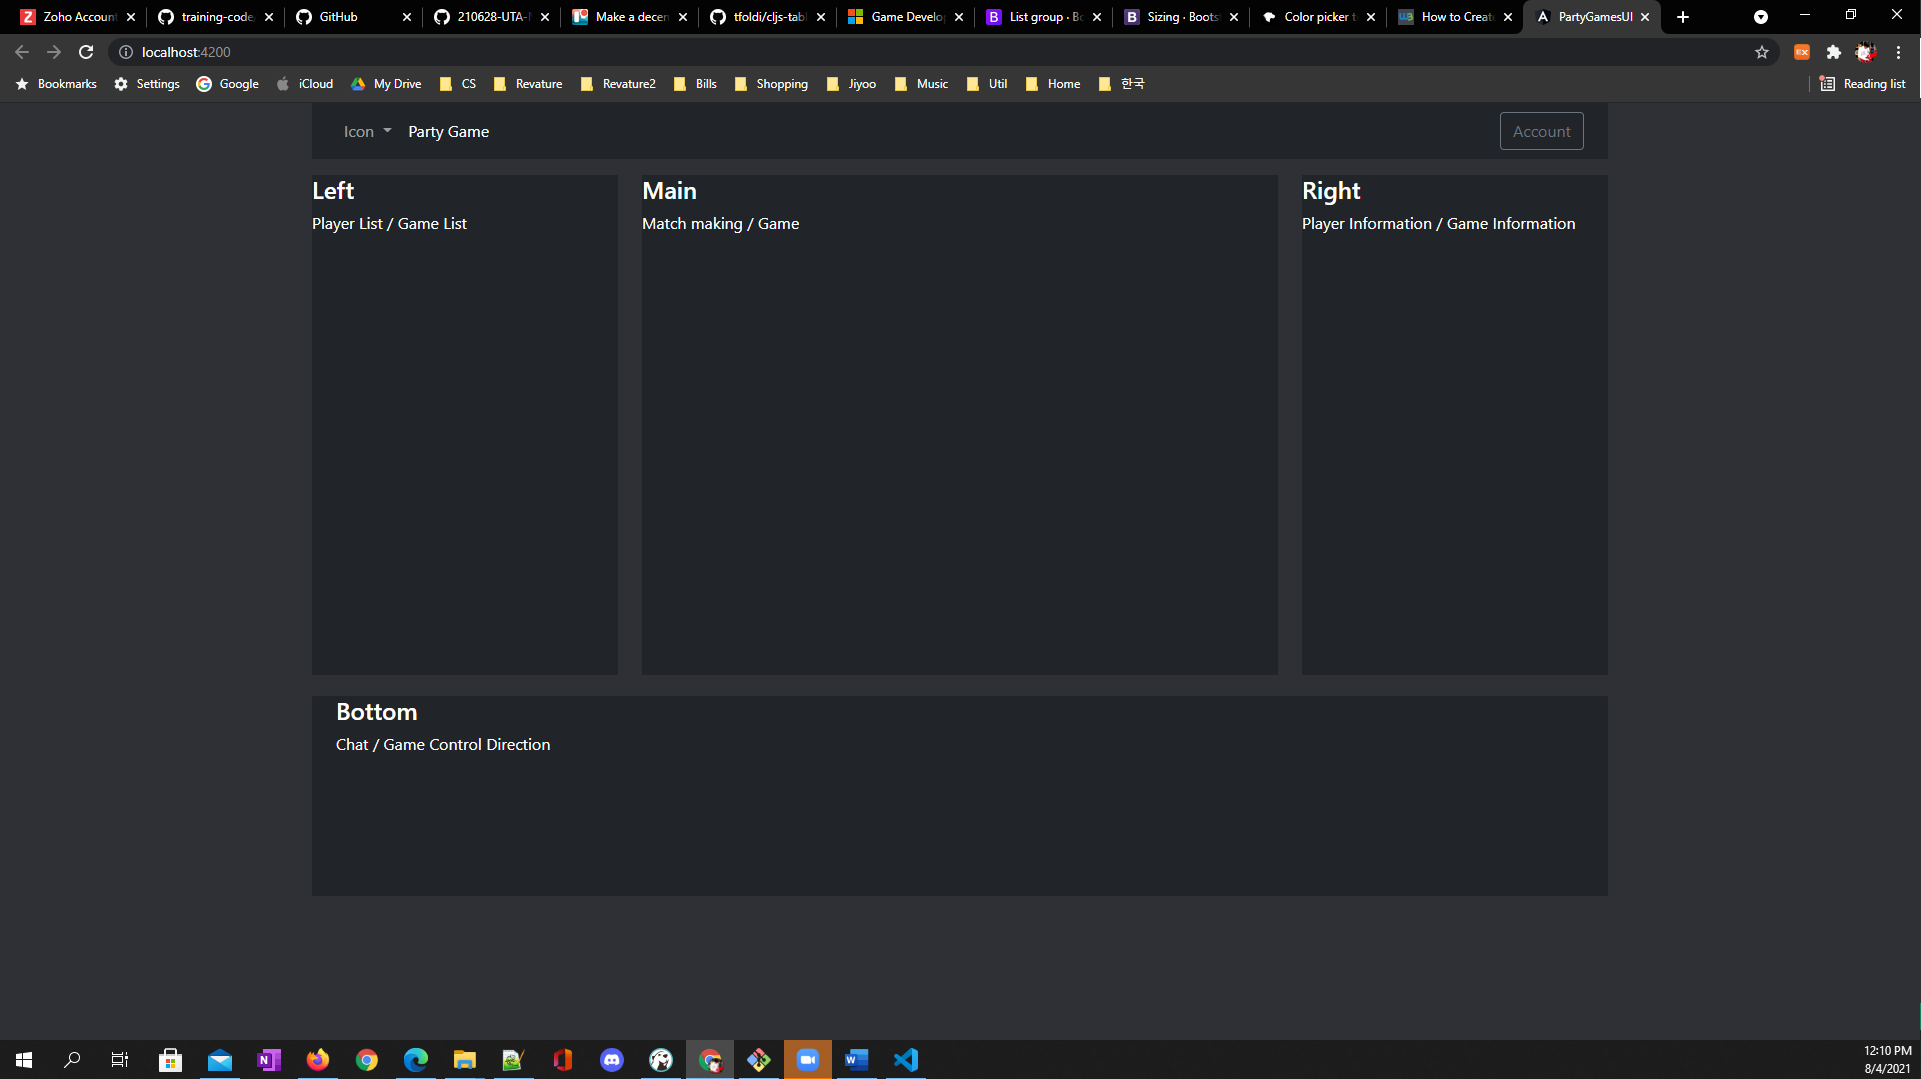 Zoho Account
training-code
GitHub
210628-UTA-
Make a decen
tfoldi/cljs-tabl
Game Develo
List group · Bo
Sizing · Boots
Color picker t
How to Create
PartyGamesUI
localhost:4200
Bookmarks
Settings
Google
iCloud
My Drive
CS
Revature
Revature2
Bills
Shopping
Jiyoo
Music
Util
Home
한국
Reading list
Icon
Party Game
Account
Left
Player List / Game List
Main
Match making / Game
Right
Player Information / Game Information
Bottom
Chat / Game Control Direction
12:10 PM
8/4/2021